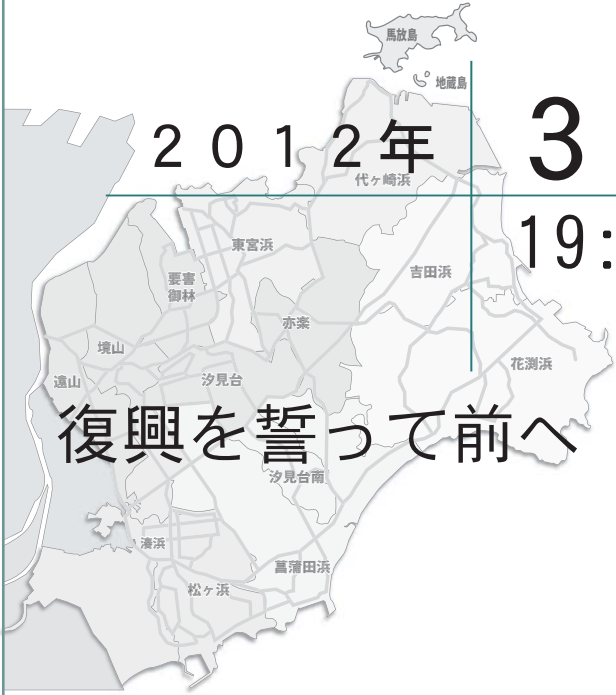 馬放島
地蔵島
２０１２年 3
代ヶ崎浜
19:
東宮浜
吉田浜
要害
御林
亦楽
境山
花渕浜
遠山
汐見台
復興を誓って前へ
汐見台南
湊浜
菖蒲田浜
松ヶ浜